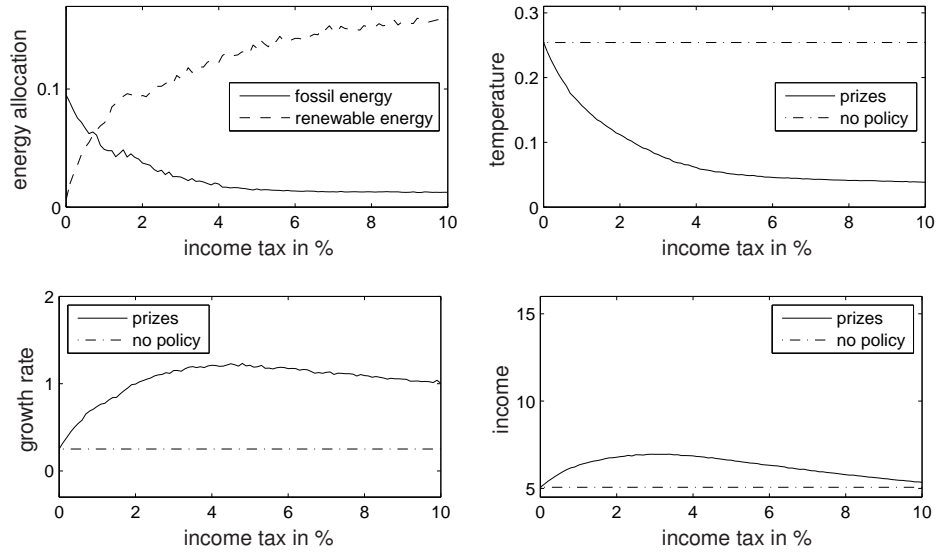 energy allocation
0.1
0
fossil energy
renewable energy
0 2 4 6 8 10
income tax in %
temperature
0.3
0.2
0.1
0
prizes
no policy
0 2 4 6 8 10
income tax in %
growth rate
2
1
0
prizes
no policy
0 2 4 6 8 10
income tax in %
income
15
10
5
prizes
no policy
0 2 4 6 8 10
income tax in %